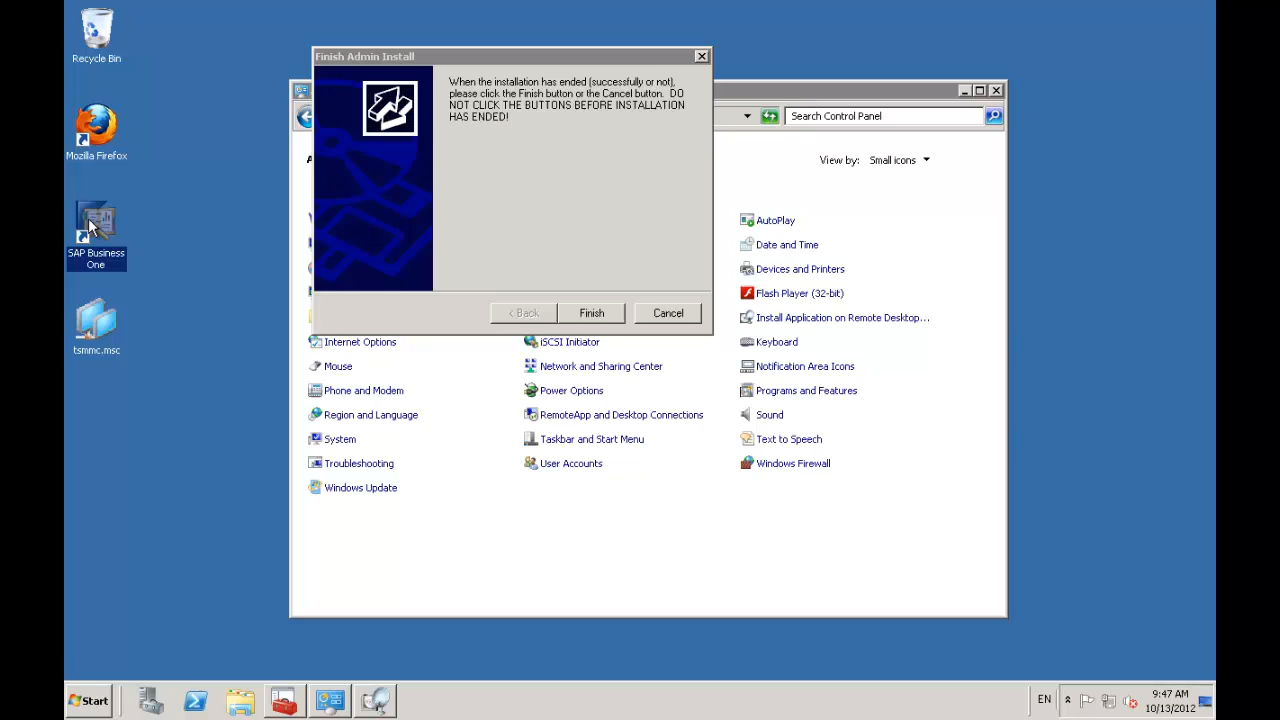 Recycle Bin
Mozilla Firefox
SAP Business
One
tsmmc.msc
Finish Admin Install
When the installation has ended (successfully or not),
please click the Finish button or the Cancel button. DO
NOT CLICK THE BUTTONS BEFORE INSTALLATION
HAS ENDED!
< Back
Finish
Cancel
Search Control Panel
View by: Small icons
AutoPlay
Date and Time
Devices and Printers
Flash Player (32-bit)
Install Application on Remote Desktop...
Internet Options
iSCSI Initiator
Keyboard
Mouse
Network and Sharing Center
Notification Area Icons
Phone and Modem
Power Options
Programs and Features
Region and Language
RemoteApp and Desktop Connections
Sound
System
Taskbar and Start Menu
Text to Speech
Troubleshooting
User Accounts
Windows Firewall
Windows Update
Start
EN
9:47 AM
10/13/2012